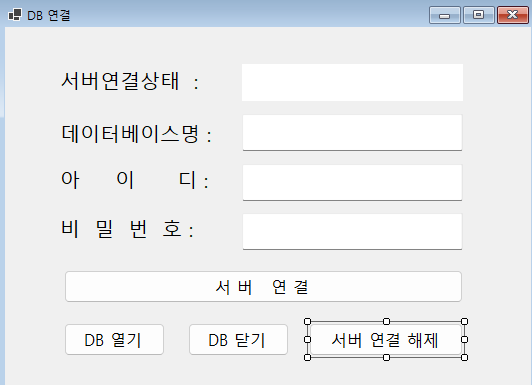 DB 연결
서버연결상태 :
데이터베이스명 :
아 이 디 :
비 밀 번 호 :
서 버 연 결
DB 열기 DB 닫기 서버 연결 해제